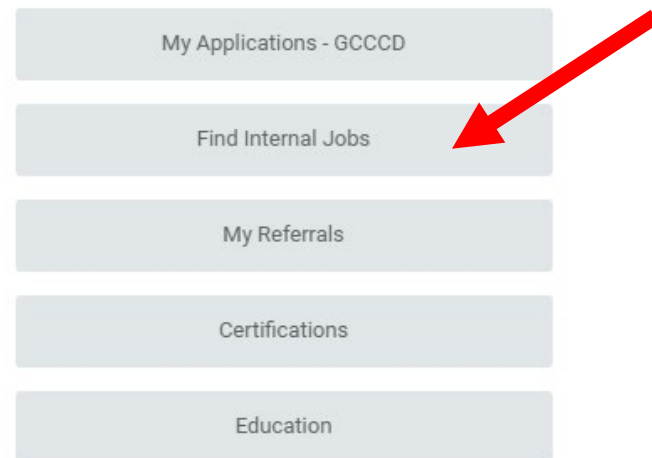 My Applications - GCCCD
Find Internal Jobs
My Referrals
Certifications
Education